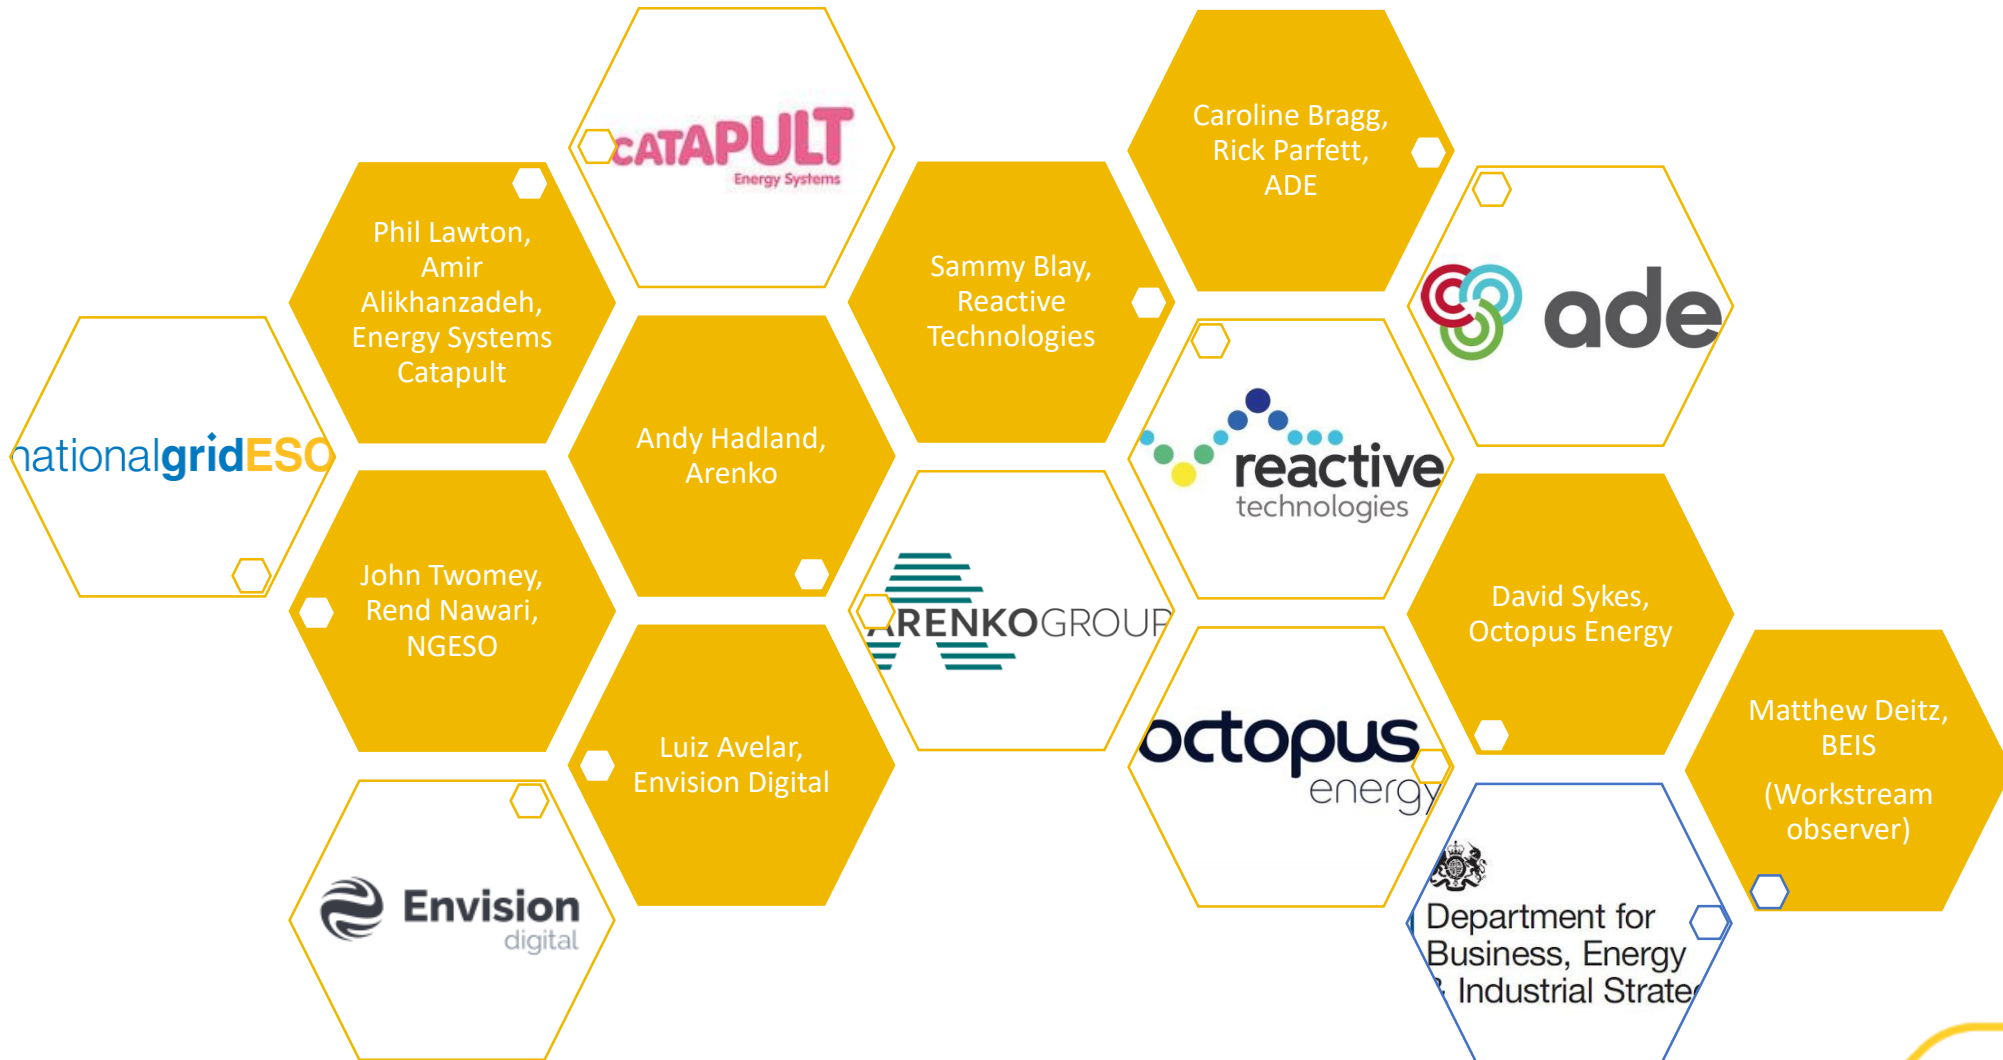 CATAPULT
Energy Systems
Caroline Bragg,
Rick Parfett,
ADE
Phil Lawton,
Amir
Alikhanzadeh,
Energy Systems
Catapult
Sammy Blay,
Reactive
Technologies
ade
nationalgridESO
Andy Hadland,
Arenko
reactive
technologies
John Twomey,
Rend Nawari,
NGESO
ARENKOGROUP
David Sykes,
Octopus Energy
Luiz Avelar,
Envision Digital
octopus
energy
Matthew Deitz,
BEIS
(Workstream
observer)
Envision
digital
Department for
Business, Energy
& Industrial Strate